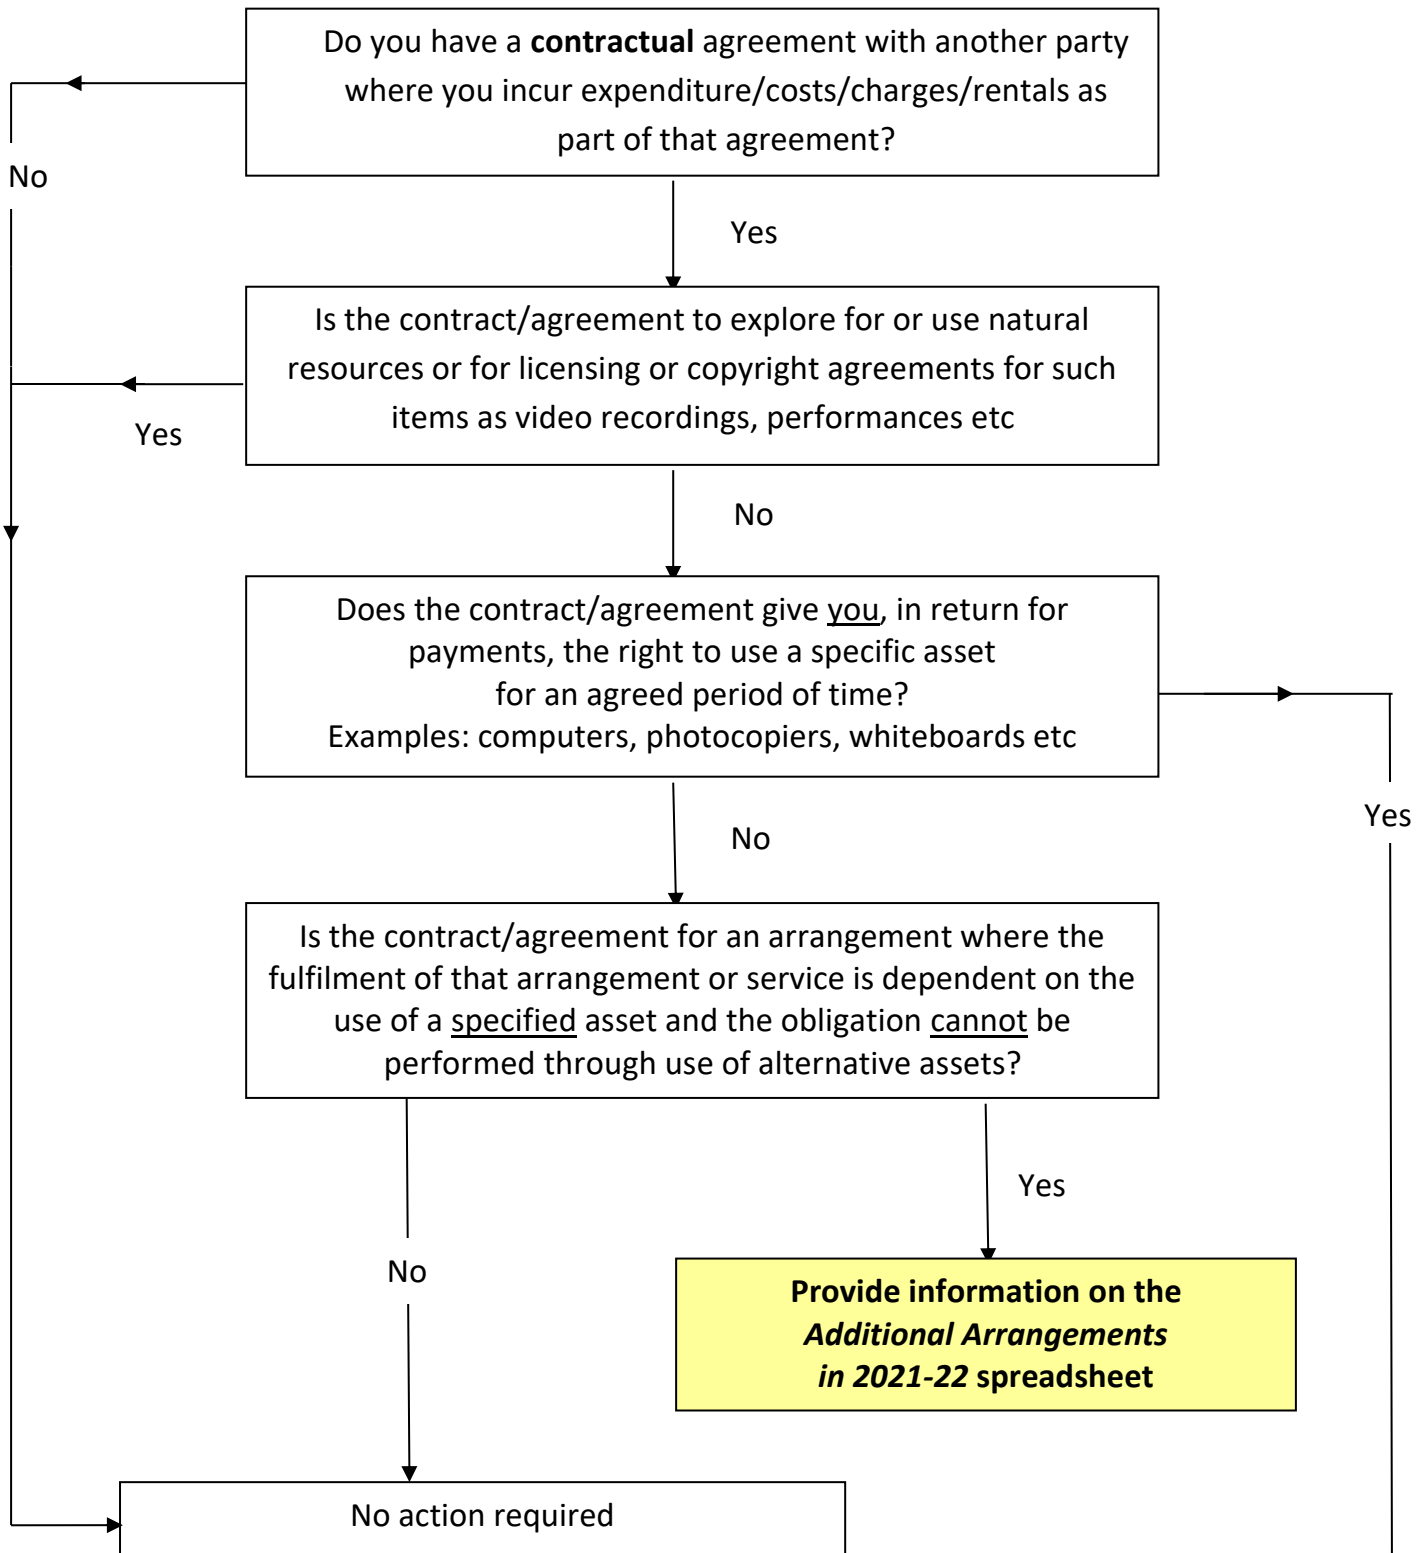 Do you have a contractual agreement with another party
where you incur expenditure/costs/charges/rentals as
part of that agreement?
No
Yes
Is the contract/agreement to explore for or use natural
resources or for licensing or copyright agreements for such
items as video recordings, performances etc
Yes
No
Does the contract/agreement give you, in return for
payments, the right to use a specific asset
for an agreed period of time?
Examples: computers, photocopiers, whiteboards etc
Yes
No
Is the contract/agreement for an arrangement where the
fulfilment of that arrangement or service is dependent on the
use of a specified asset and the obligation cannot be
performed through use of alternative assets?
Yes
No
Provide information on the
Additional Arrangements
in 2021-22 spreadsheet
No action required